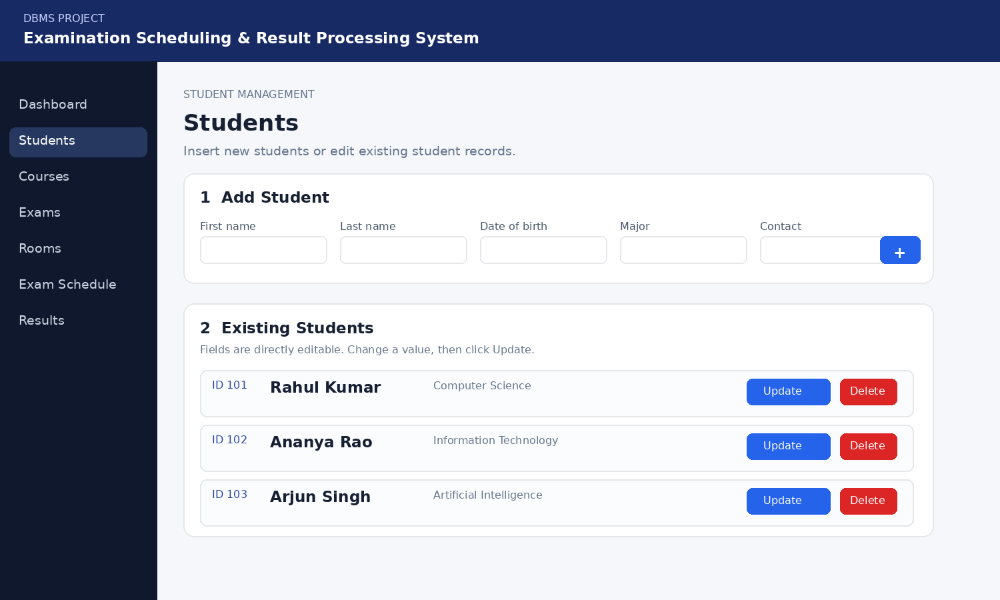 DBMS PROJECT
Examination Scheduling & Result Processing System
Dashboard
Students
Courses
Exams
Rooms
Exam Schedule
Results
STUDENT MANAGEMENT
Students
Insert new students or edit existing student records.
1 Add Student
First name Last name Date of birth Major Contact
+
2 Existing Students
Fields are directly editable. Change a value, then click Update.
ID 101 Rahul Kumar Computer Science Update Delete
ID 102 Ananya Rao Information Technology Update Delete
ID 103 Arjun Singh Artificial Intelligence Update Delete